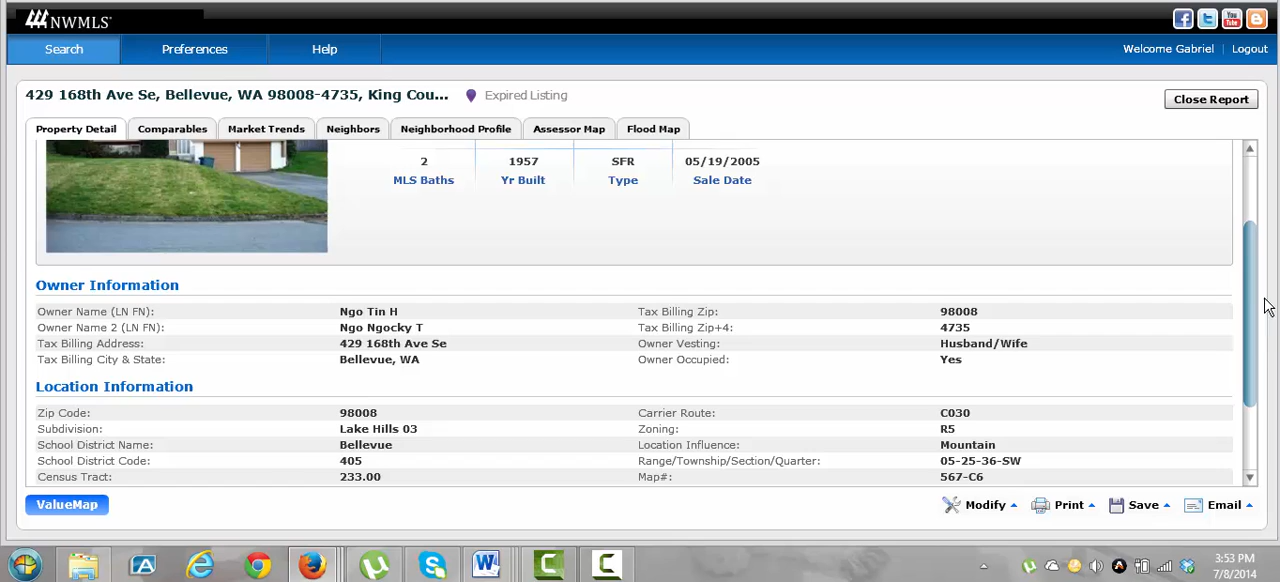 NWMLS
You Tube
Search Preferences Help Welcome Gabriel | Logout
429 168th Ave Se, Bellevue, WA 98008-4735, King Cou... Expired Listing Close Report
Property Detail Comparables Market Trends Neighbors Neighborhood Profile Assessor Map Flood Map
2 1957 SFR 05/19/2005
MLS Baths Yr Built Type Sale Date
Owner Information
Owner Name (LN FN): Ngo Tin H Tax Billing Zip: 98008
Owner Name 2 (LN FN): Ngo Ngocky T Tax Billing Zip+4: 4735
Tax Billing Address: 429 168th Ave Se Owner Vesting: Husband/Wife
Tax Billing City & State: Bellevue, WA Owner Occupied: Yes
Location Information
Zip Code: 98008 Carrier Route: C030
Subdivision: Lake Hills 03 Zoning: R5
School District Name: Bellevue Location Influence: Mountain
School District Code: 405 Range/Township/Section/Quarter: 05-25-36-SW
Census Tract: 233.00 Map#: 567-C6
ValueMap Modify Print Save Email
3:53 PM
7/8/2014